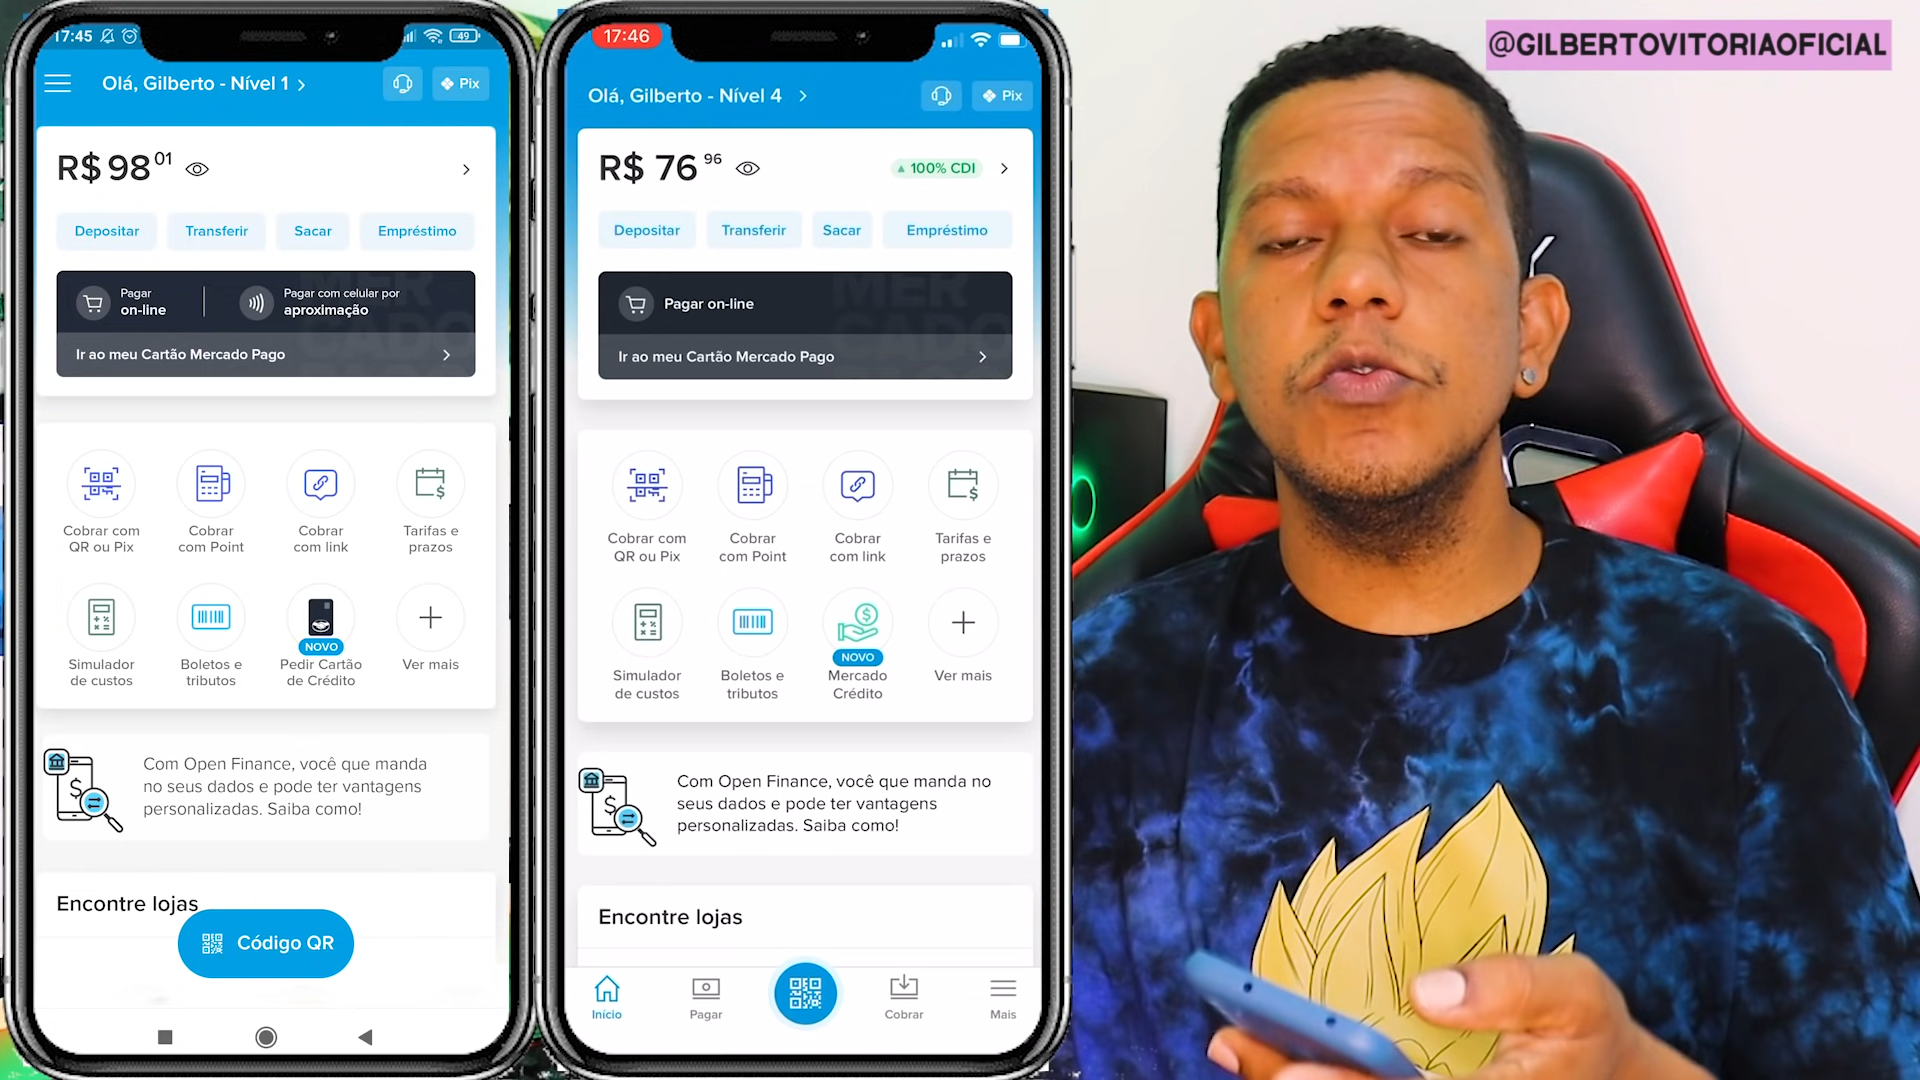 17:45
49
Olá, Gilberto - Nível 1
Pix
R$ 98 01
Depositar
Transferir
Sacar
Empréstimo
Pagar
on-line
Pagar com celular por
aproximação
MER
CADO
Ir ao meu Cartão Mercado Pago
Cobrar com
QR ou Pix
Cobrar
com Point
Cobrar
com link
Tarifas e
prazos
Simulador
de custos
Boletos e
tributos
NOVO
Pedir Cartão
de Crédito
Ver mais
Com Open Finance, você que manda
no seus dados e pode ter vantagens
personalizadas. Saiba como!
Encontre lojas
Código QR
17:46
Olá, Gilberto - Nível 4
Pix
R$ 76 96
100% CDI
Depositar
Transferir
Sacar
Empréstimo
Pagar on-line
MER
CADO
Ir ao meu Cartão Mercado Pago
Cobrar com
QR ou Pix
Cobrar
com Point
Cobrar
com link
Tarifas e
prazos
Simulador
de custos
Boletos e
tributos
NOVO
Mercado
Crédito
Ver mais
Com Open Finance, você que manda no
seus dados e pode ter vantagens
personalizadas. Saiba como!
Encontre lojas
Início
Pagar
Cobrar
Mais
@GILBERTOVITORIAOFICIAL